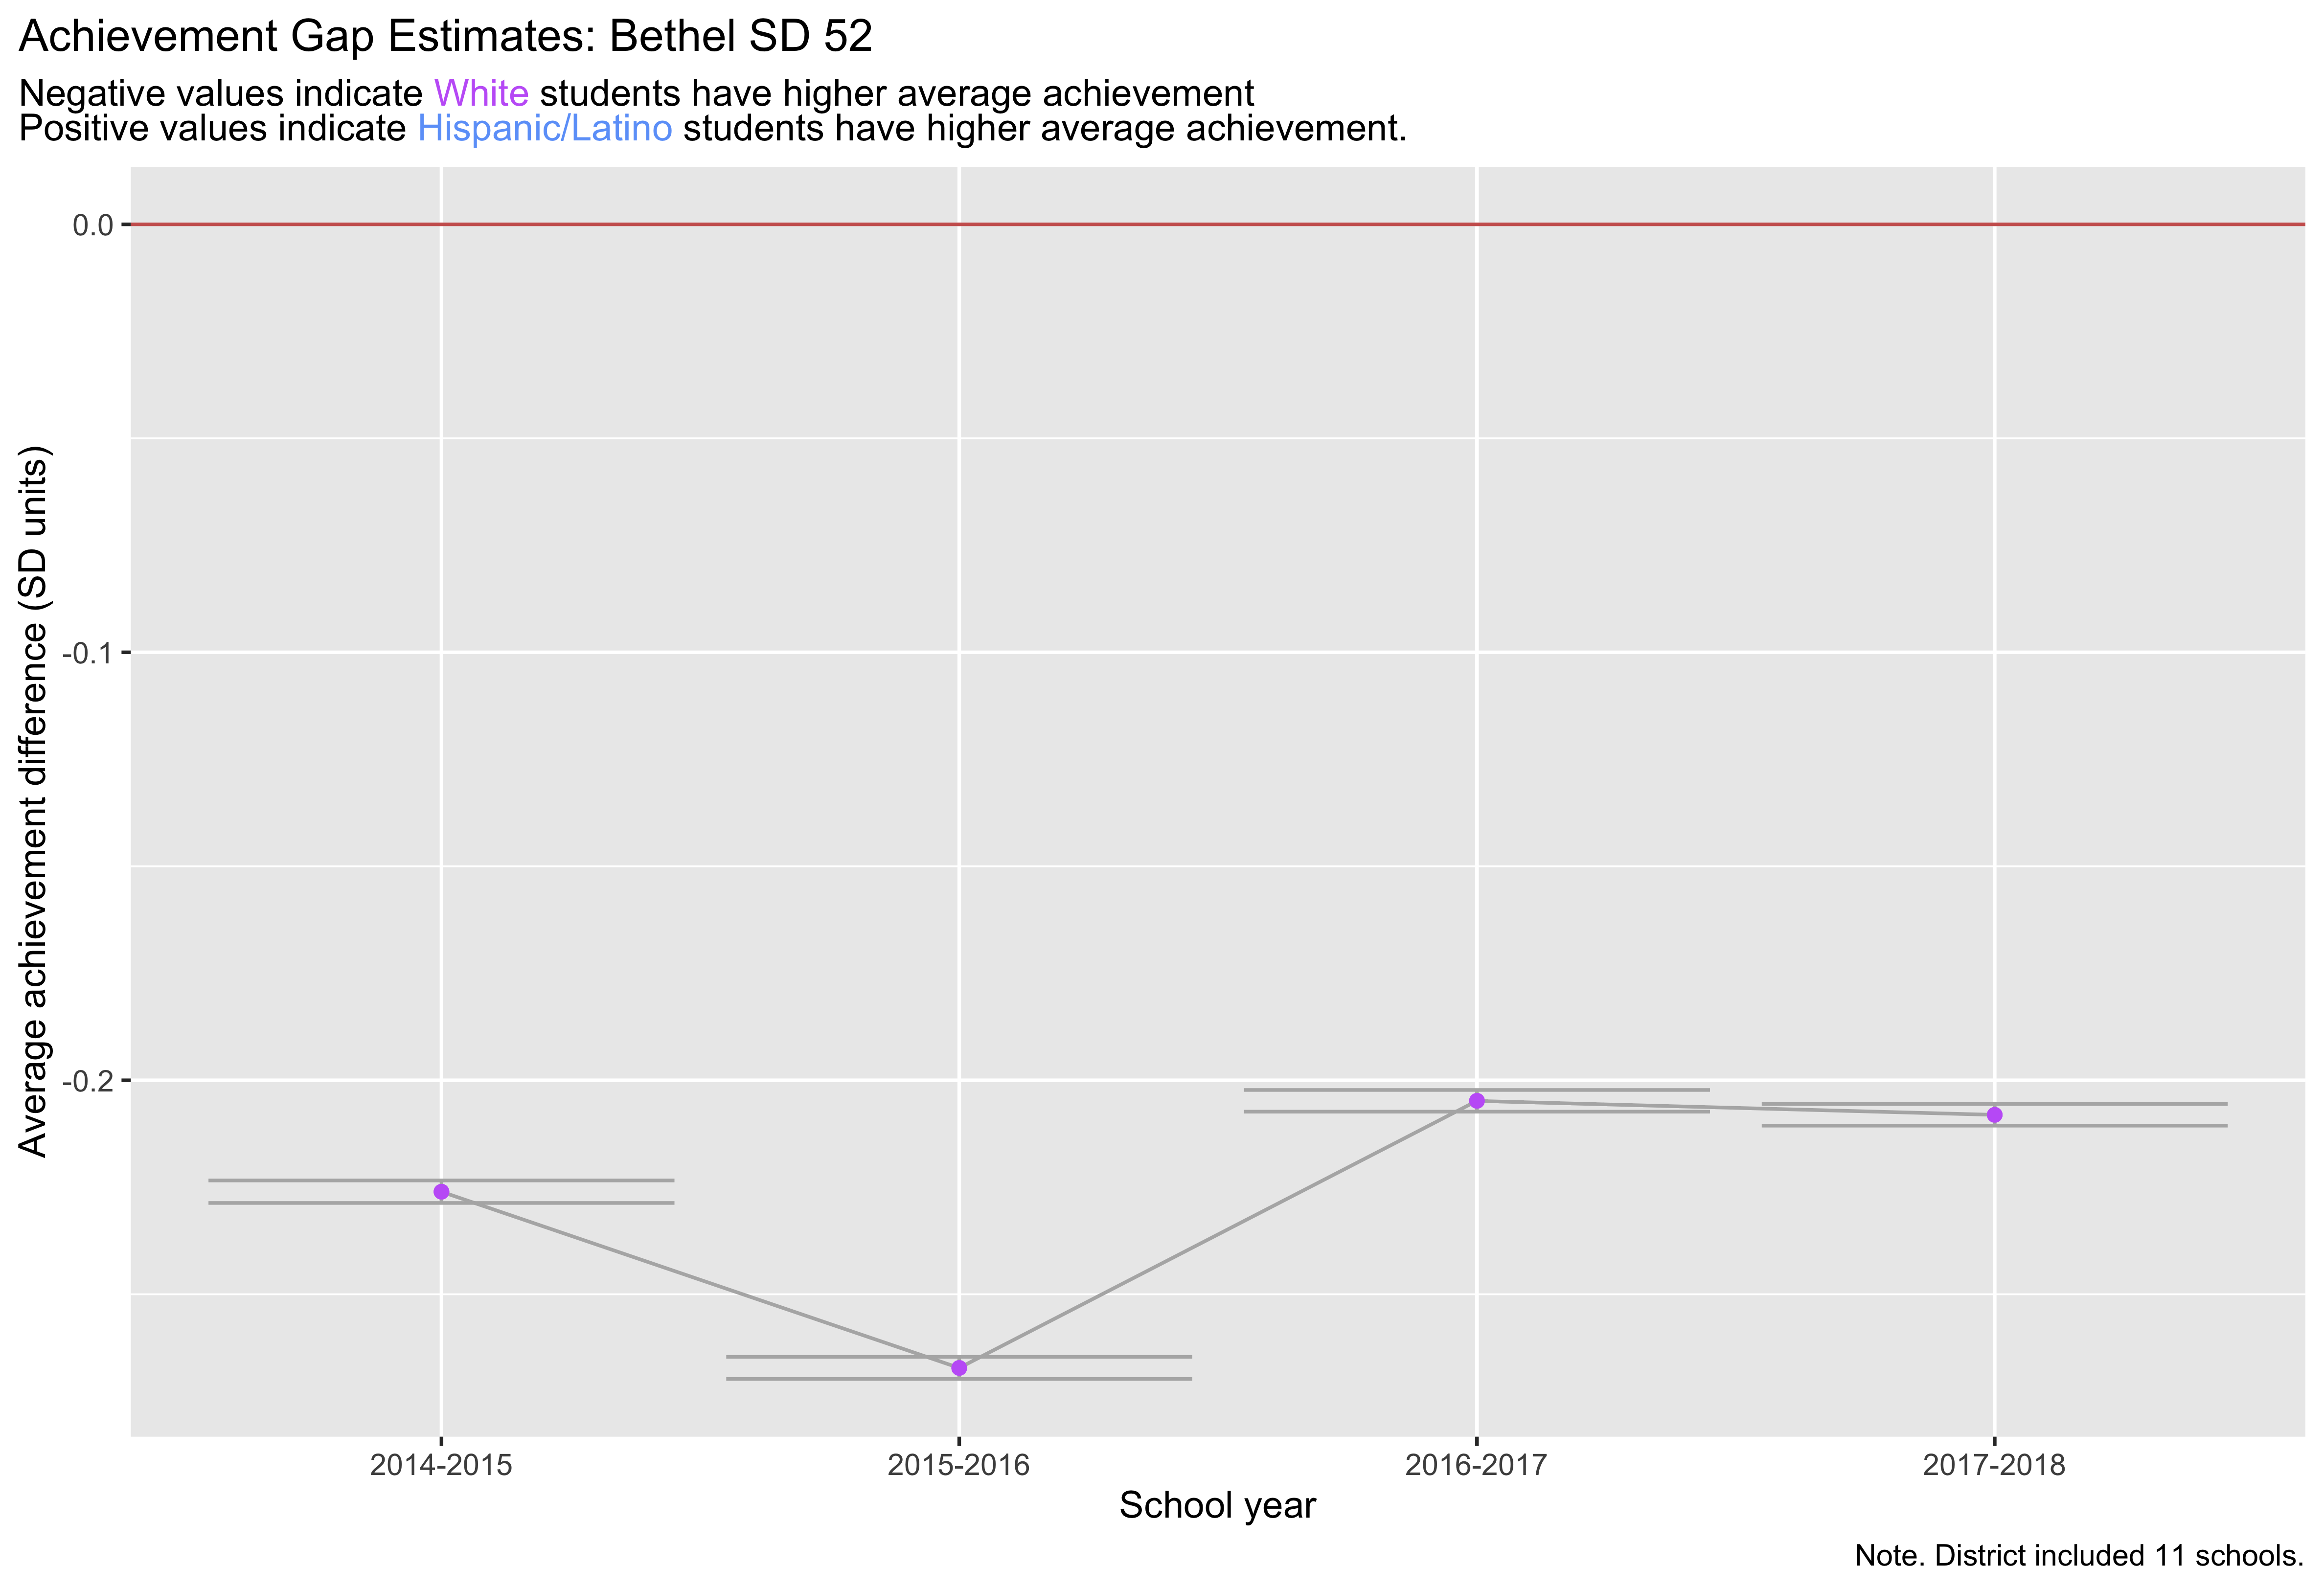 Achievement Gap Estimates: Bethel SD 52
Negative values indicate White students have higher average achievement
Positive values indicate Hispanic/Latino students have higher average achievement.
Average achievement difference (SD units)
0.0
-0.1
-0.2
2014-2015
2015-2016
2016-2017
2017-2018
School year
Note. District included 11 schools.